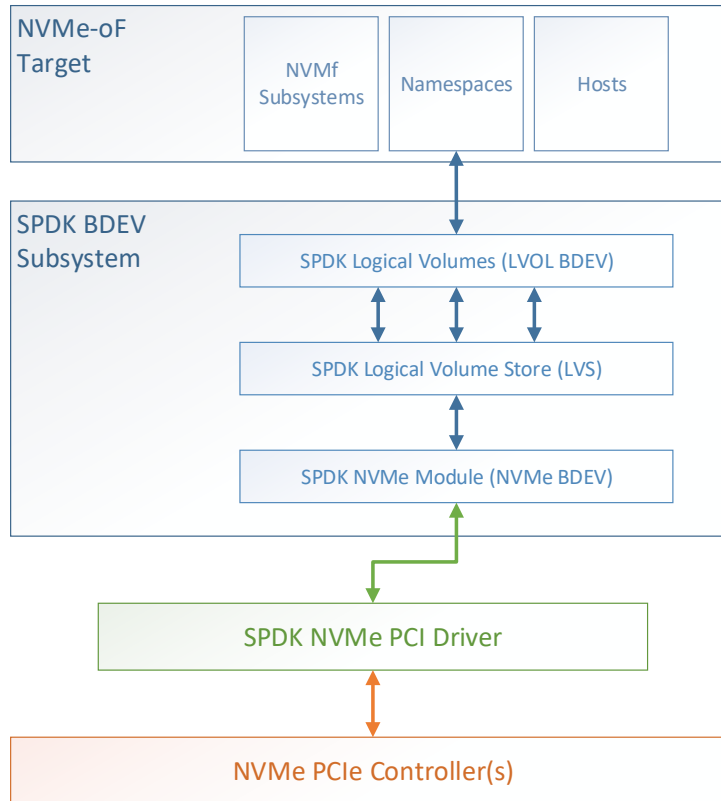 NVMe-oF
Target
NVMf
Subsystems
Namespaces
Hosts
SPDK BDEV
Subsystem
SPDK Logical Volumes (LVOL BDEV)
SPDK Logical Volume Store (LVS)
SPDK NVMe Module (NVMe BDEV)
SPDK NVMe PCI Driver
NVMe PCIe Controller(s)